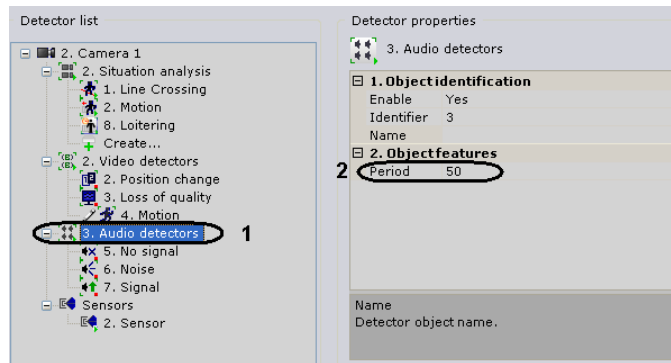 Detector list
2. Camera 1
2. Situation analysis
1. Line Crossing
2. Motion
8. Loitering
Create...
2. Video detectors
2. Position change
3. Loss of quality
4. Motion
3. Audio detectors
1
5. No signal
6. Noise
7. Signal
Sensors
2. Sensor
Detector properties
3. Audio detectors
1. Object identification
Enable Yes
Identifier 3
Name
2. Object features
2
Period 50
Name
Detector object name.